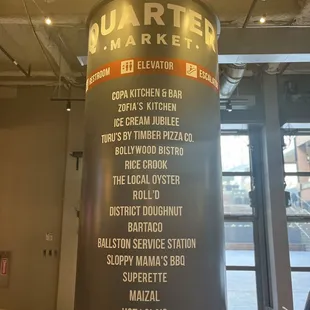 QUARTER
MARKET
RESTROOM ELEVATOR ESCALATOR
COPA KITCHEN & BAR
ZOFIA'S KITCHEN
ICE CREAM JUBILEE
TURU'S BY TIMBER PIZZA CO.
BOLLYWOOD BISTRO
RICE CROOK
THE LOCAL OYSTER
ROLL'D
DISTRICT DOUGHNUT
BARTACO
BALLSTON SERVICE STATION
SLOPPY MAMA'S BBQ
SUPERETTE
MAIZAL